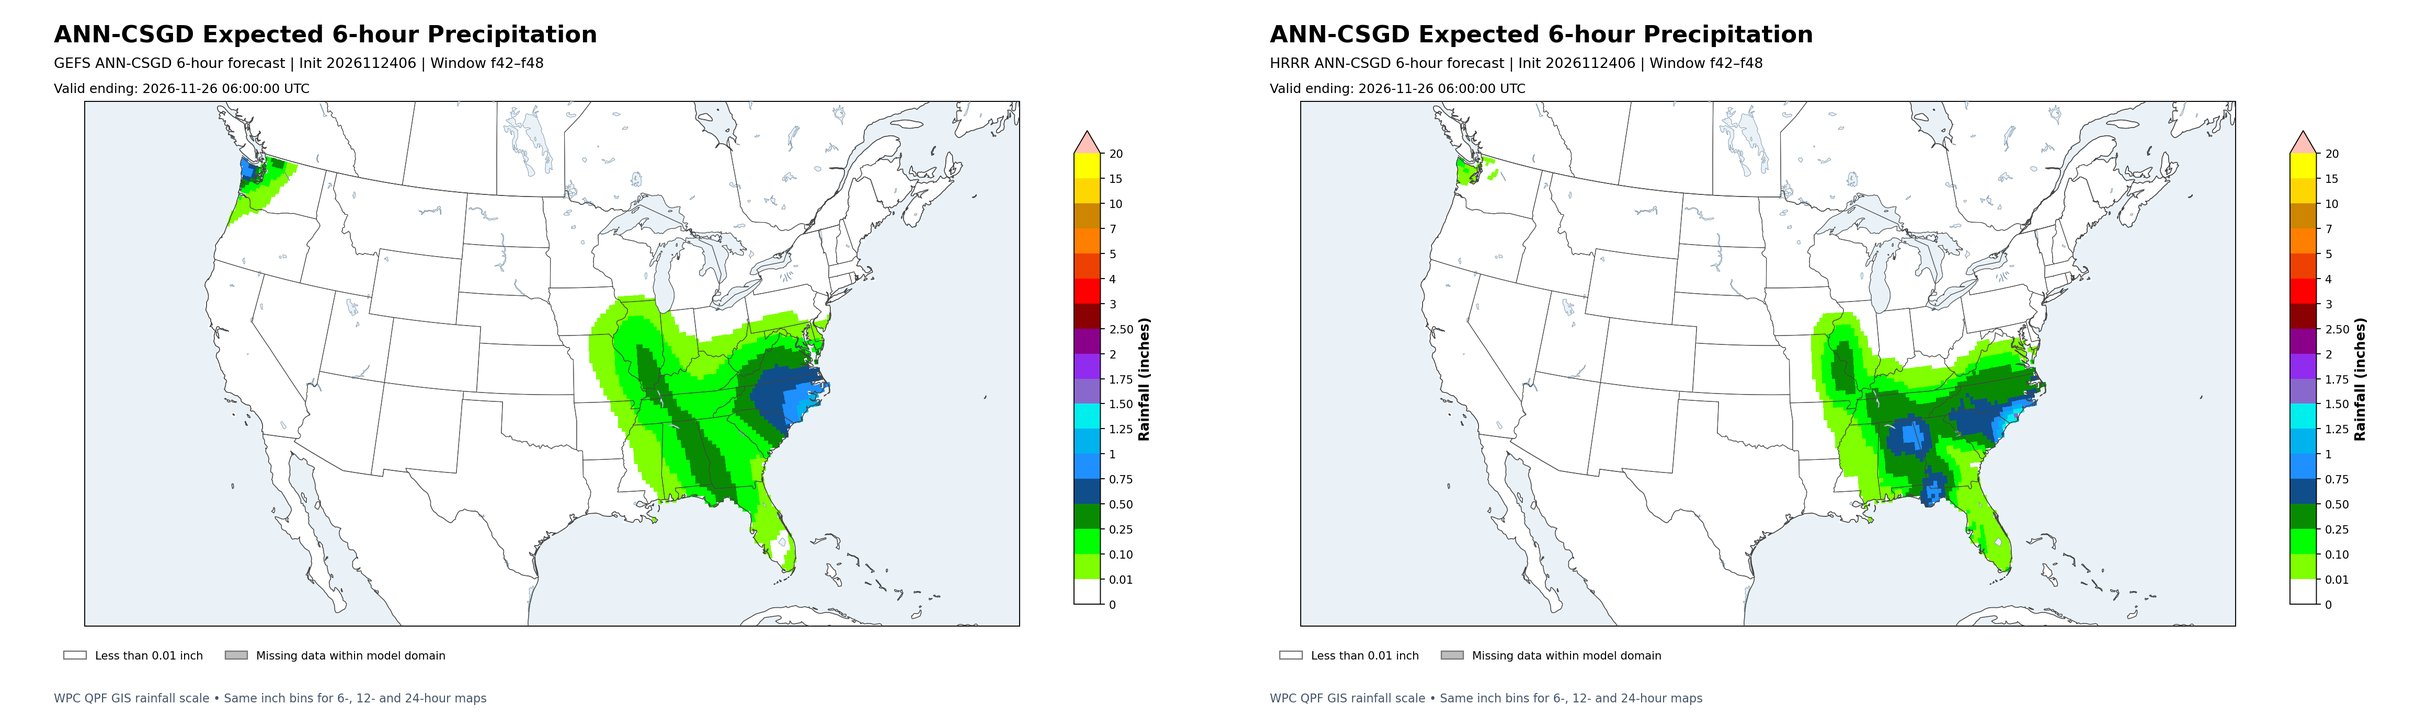 ANN-CSGD Expected 6-hour Precipitation
GEFS ANN-CSGD 6-hour forecast | Init 2026112406 | Window f42–f48
Valid ending: 2026-11-26 06:00:00 UTC
20
15
10
7
5
4
3
2.50
2
1.75
1.50
1.25
1
0.75
0.50
0.25
0.10
0.01
0
Rainfall (inches)
Less than 0.01 inch
Missing data within model domain
WPC QPF GIS rainfall scale • Same inch bins for 6-, 12- and 24-hour maps
ANN-CSGD Expected 6-hour Precipitation
HRRR ANN-CSGD 6-hour forecast | Init 2026112406 | Window f42–f48
Valid ending: 2026-11-26 06:00:00 UTC
20
15
10
7
5
4
3
2.50
2
1.75
1.50
1.25
1
0.75
0.50
0.25
0.10
0.01
0
Rainfall (inches)
Less than 0.01 inch
Missing data within model domain
WPC QPF GIS rainfall scale • Same inch bins for 6-, 12- and 24-hour maps